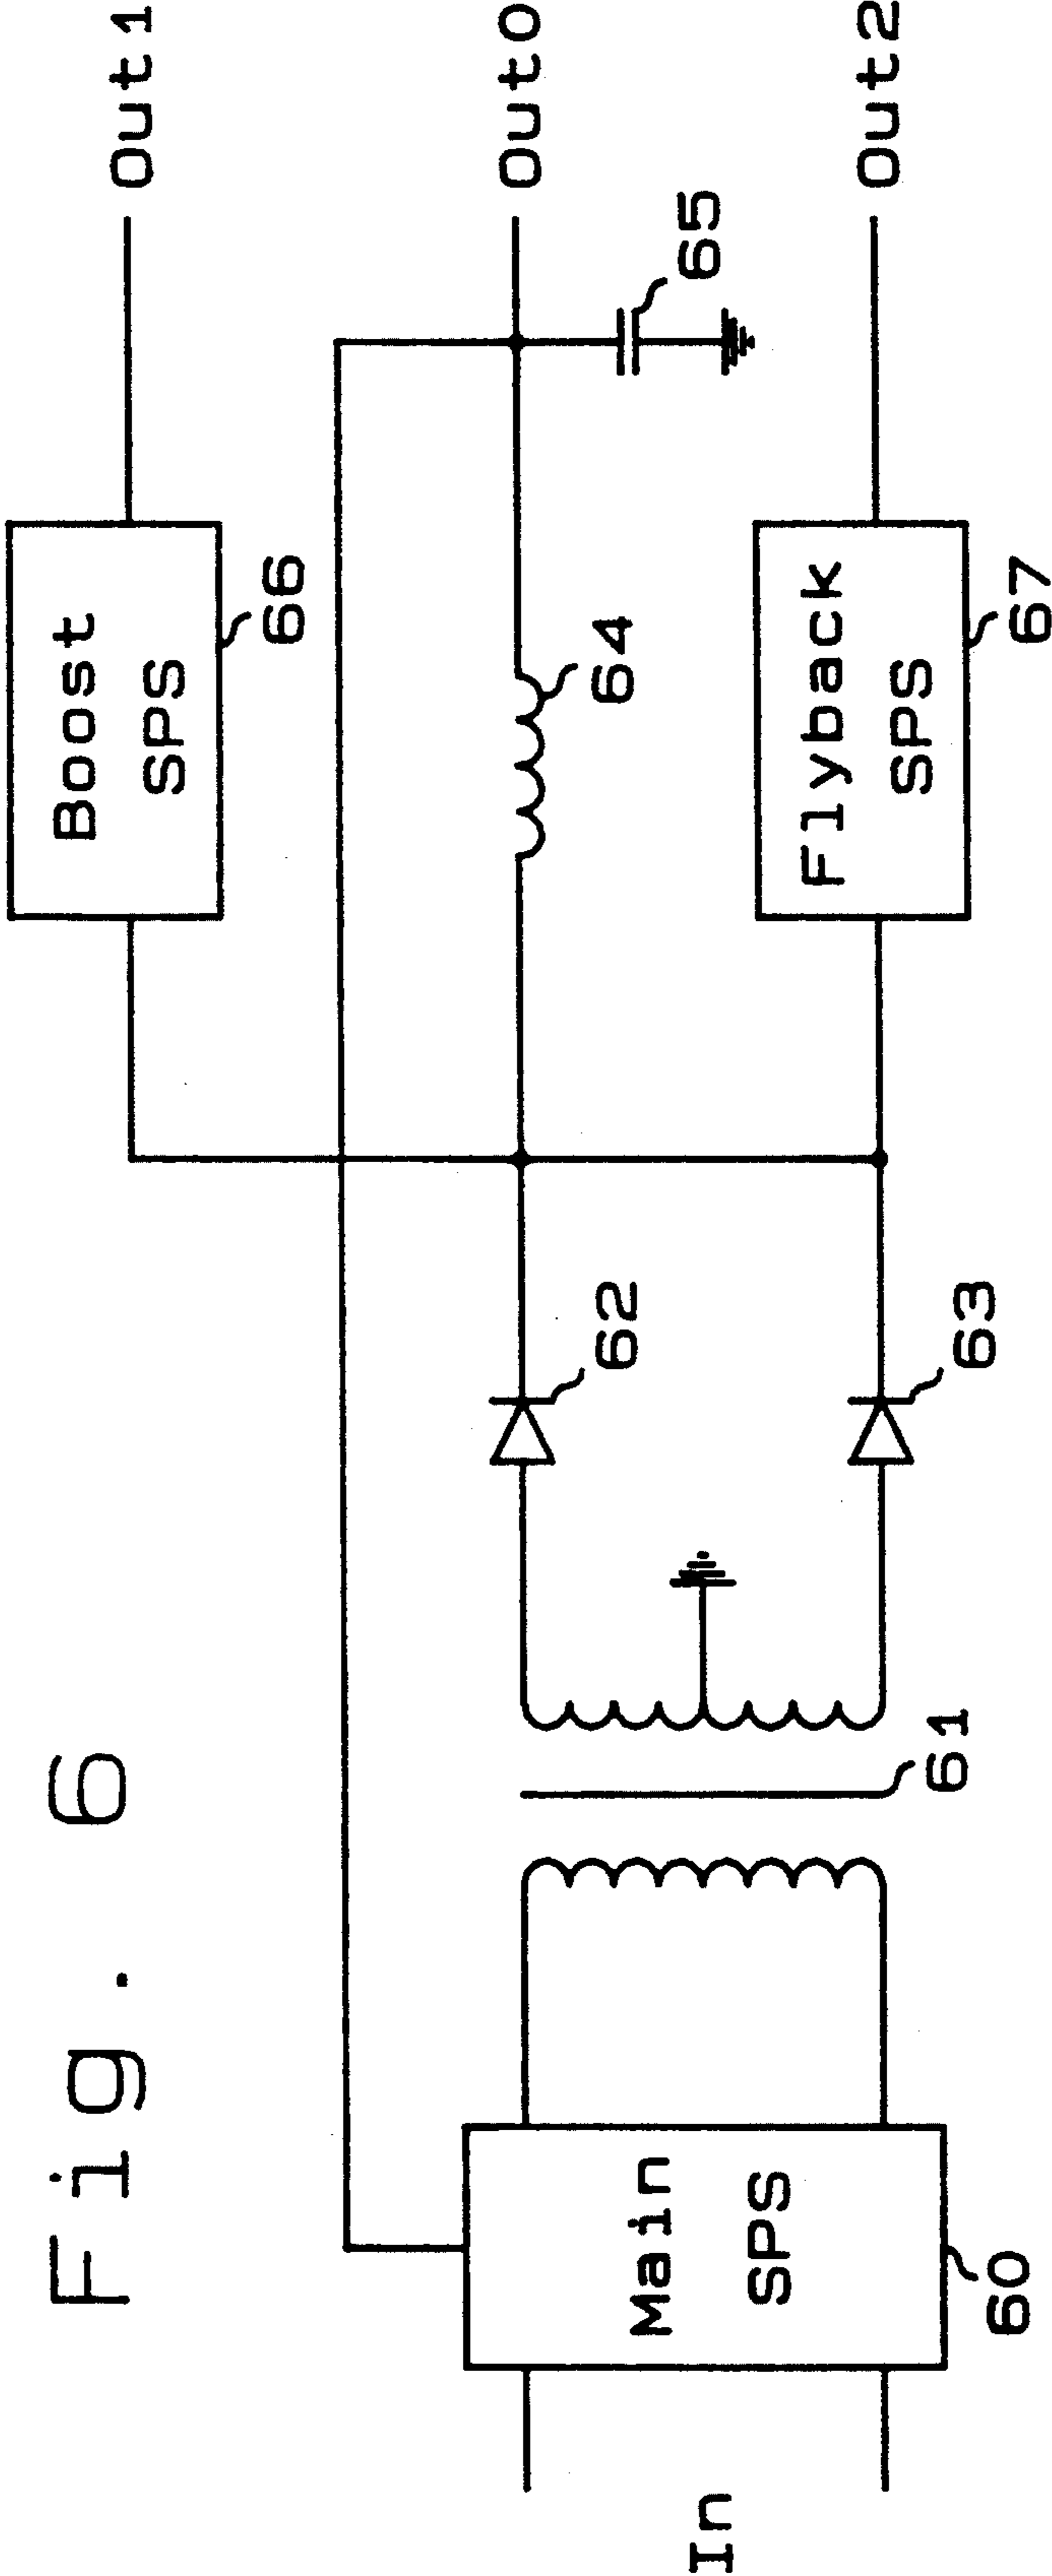 Fig. 6
Boost
SPS
66
Out1
In
Main
SPS
60
61
62
63
64
65
Out0
Flyback
SPS
67
Out2